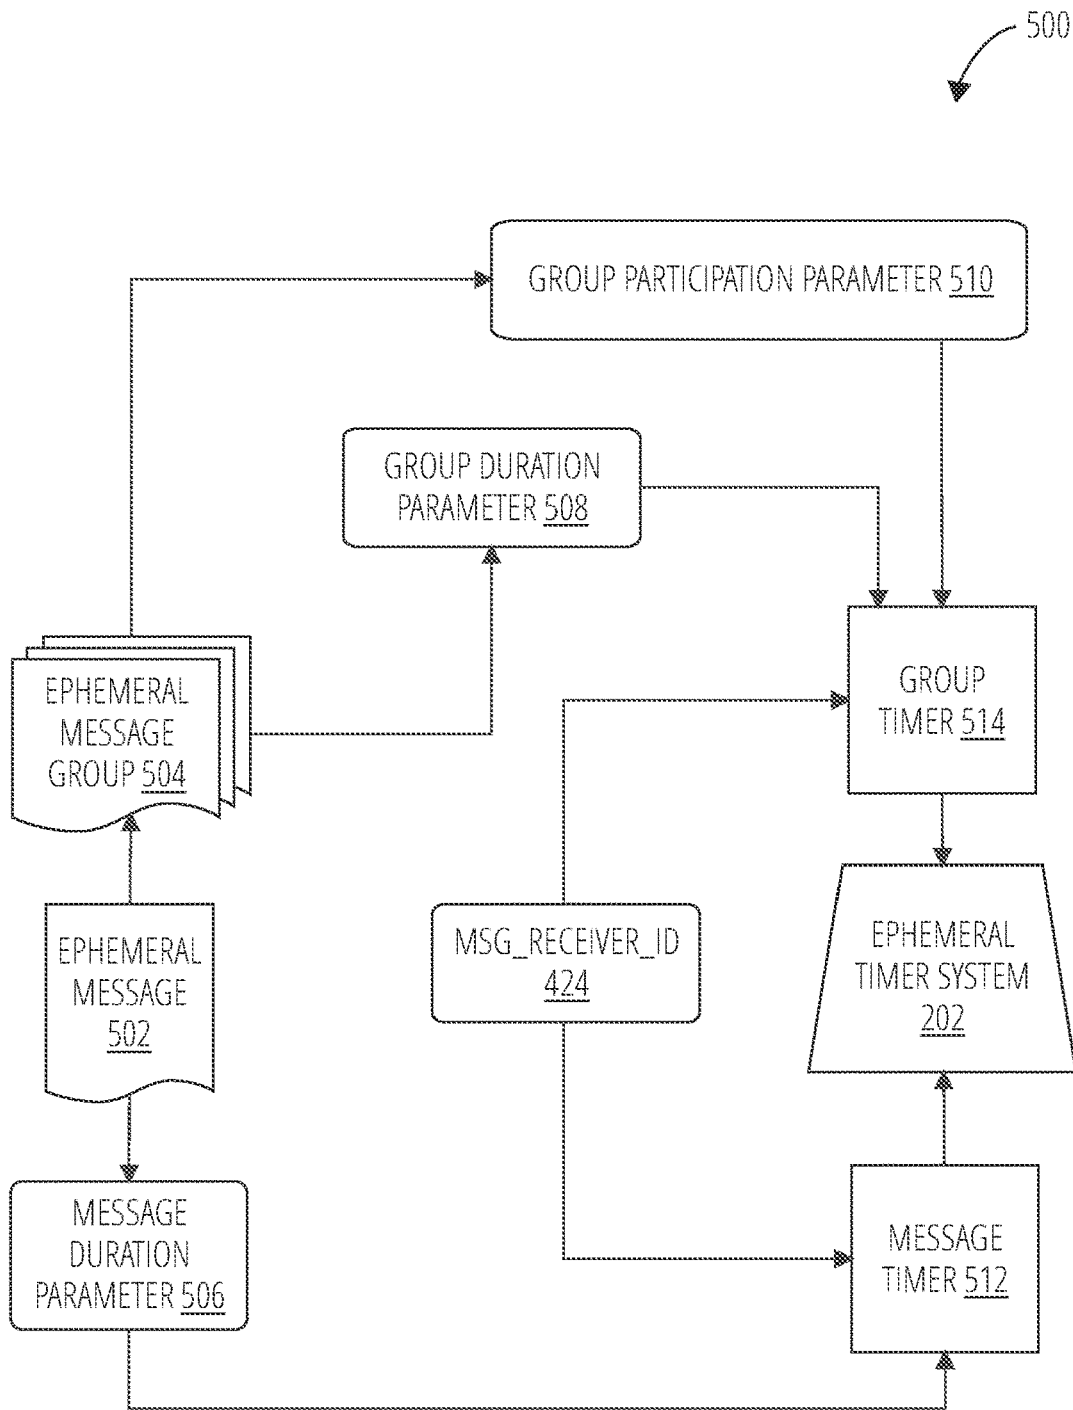 500
GROUP PARTICIPATION PARAMETER 510
GROUP DURATION
PARAMETER 508
EPHEMERAL
MESSAGE
GROUP 504
GROUP
TIMER 514
EPHEMERAL
MESSAGE
502
MSG_RECEIVER_ID
424
EPHEMERAL
TIMER SYSTEM
202
MESSAGE
DURATION
PARAMETER 506
MESSAGE
TIMER 512